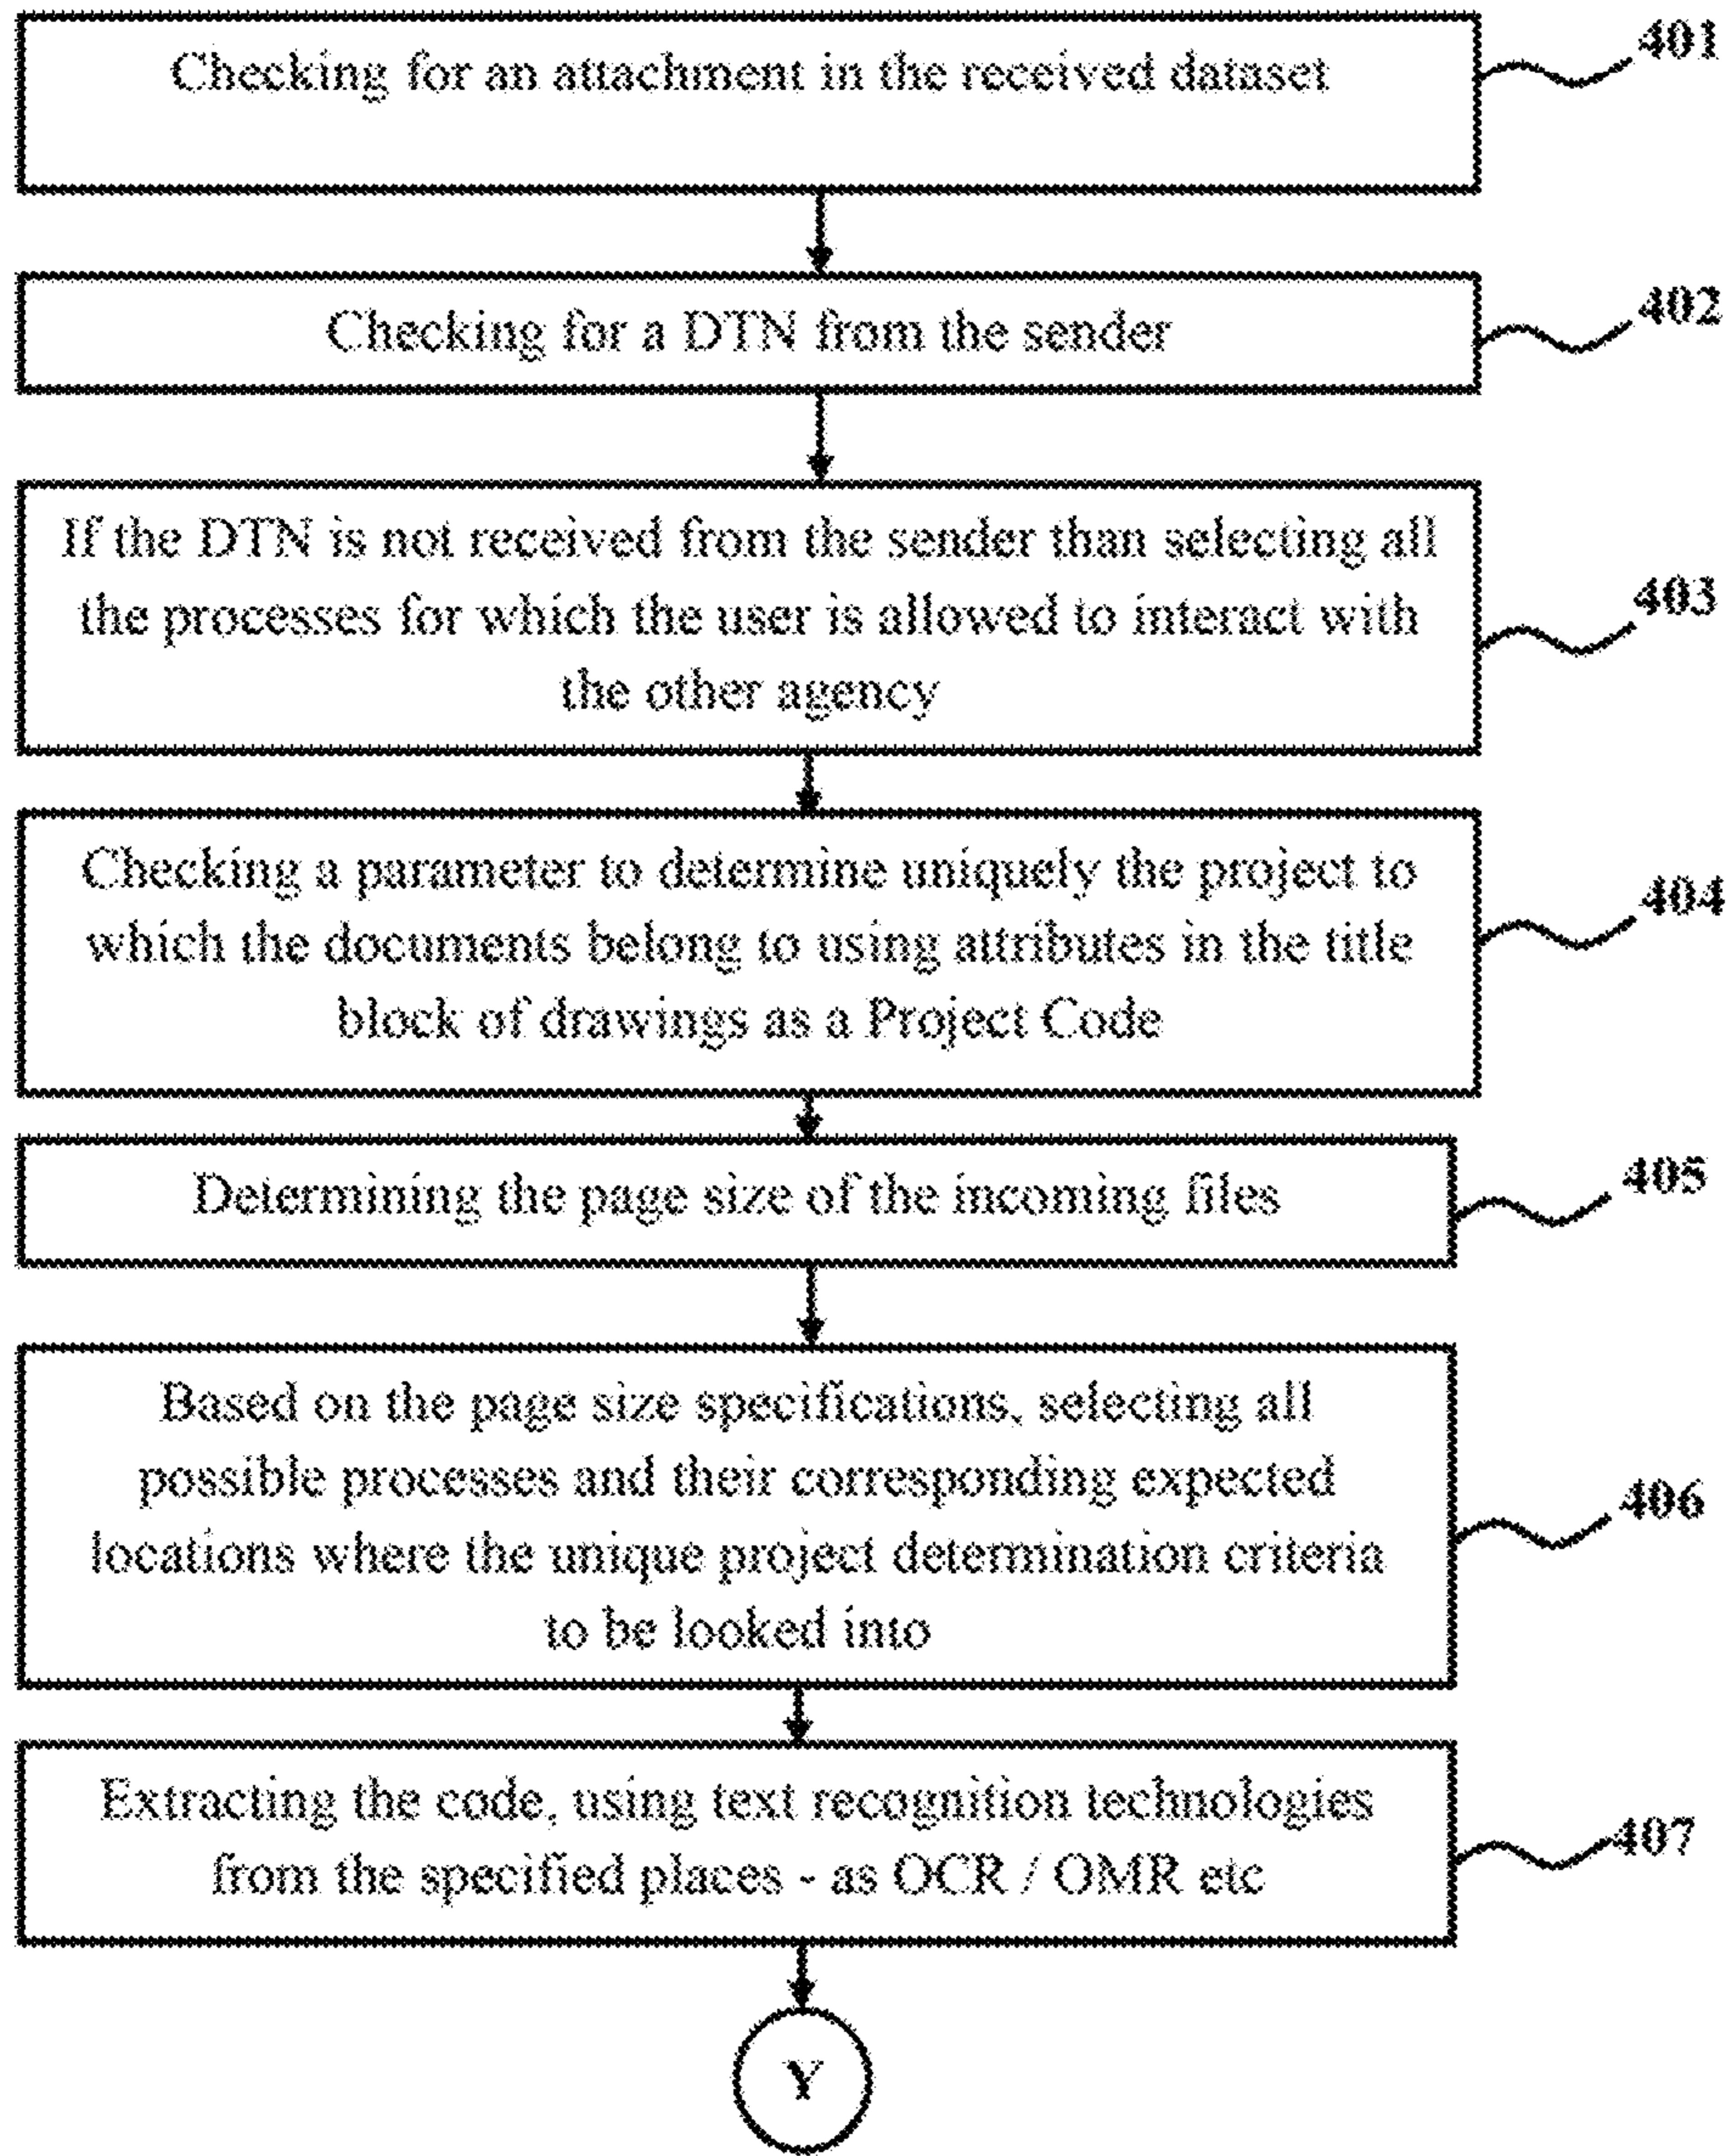 Checking for an attachment in the received dataset
401
Checking for a DTN from the sender
402
If the DTN is not received from the sender than selecting all
the processes for which the user is allowed to interact with
the other agency
403
Checking a parameter to determine uniquely the project to
which the documents belong to using attributes in the title
block of drawings as a Project Code
404
Determining the page size of the incoming files
405
Based on the page size specifications, selecting all
possible processes and their corresponding expected
locations where the unique project determination criteria
to be looked into
406
Extracting the code, using text recognition technologies
from the specified places - as OCR / OMR etc
407
Y